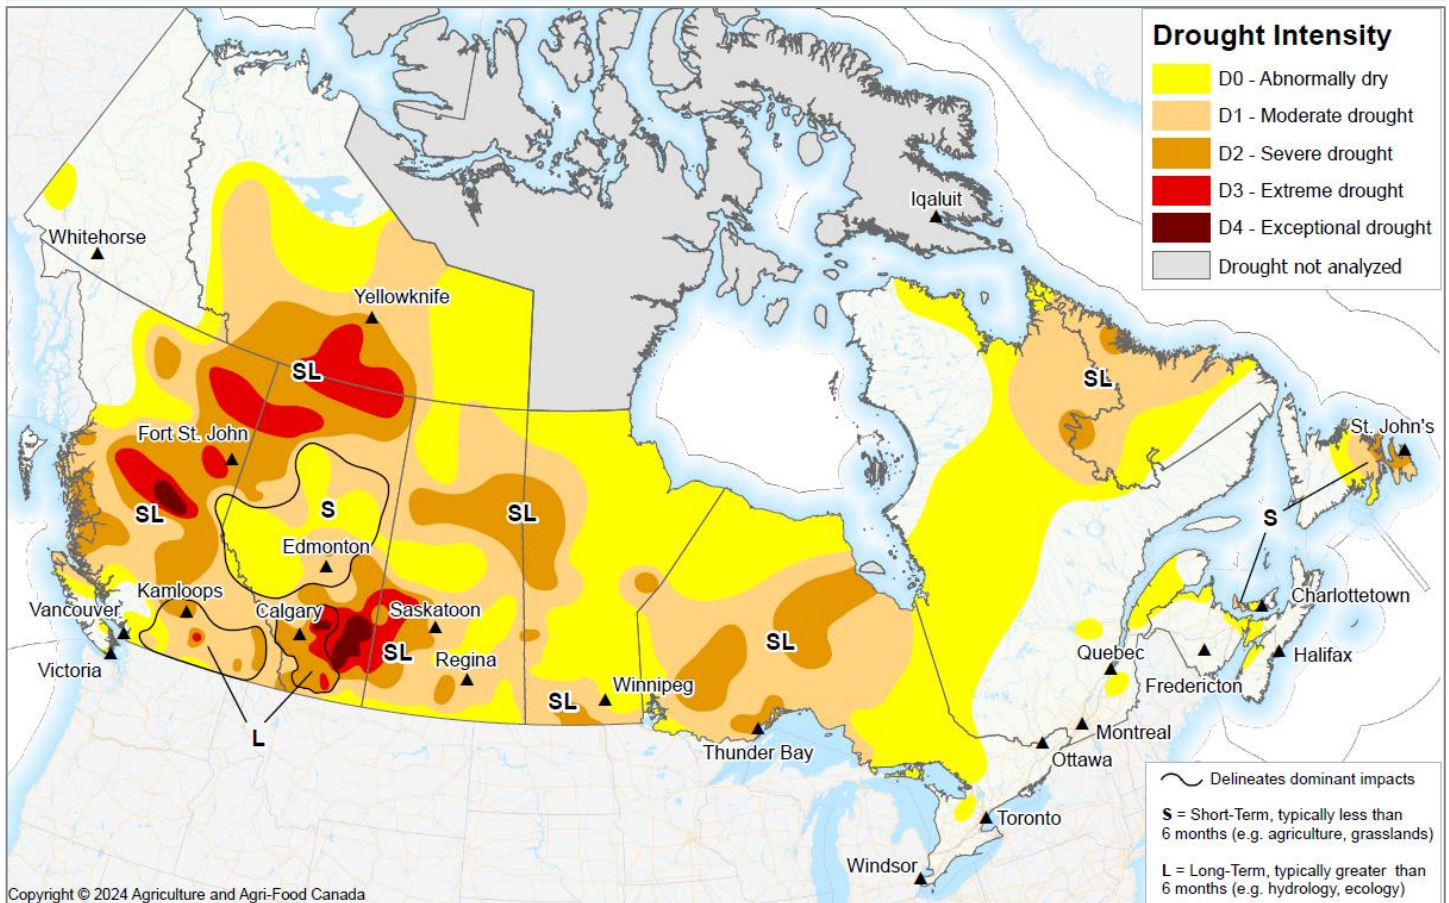 Drought Intensity
D0 - Abnormally dry
D1 - Moderate drought
D2 - Severe drought
D3 - Extreme drought
D4 - Exceptional drought
Drought not analyzed
Iqaluit
Whitehorse
Yellowknife
SL
SL
Fort St. John
St. John's
SL
S
SL
S
Edmonton
Kamloops
Calgary
Saskatoon
Charlottetown
Vancouver
SL
SL
Victoria
Regina
Quebec
Halifax
Winnipeg
Fredericton
SL
L
Thunder Bay
Montreal
Ottawa
Toronto
Windsor
Delineates dominant impacts
S = Short-Term, typically less than
6 months (e.g. agriculture, grasslands)
L = Long-Term, typically greater than
6 months (e.g. hydrology, ecology)
Copyright © 2024 Agriculture and Agri-Food Canada